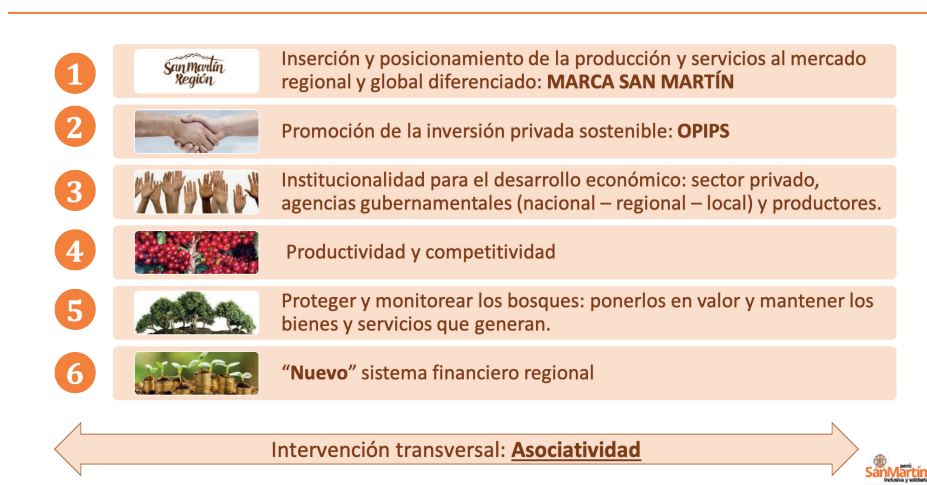 1
San Martín
Región
Inserción y posicionamiento de la producción y servicios al mercado
regional y global diferenciado: MARCA SAN MARTÍN
2
Promoción de la inversión privada sostenible: OPIPS
3
Institucionalidad para el desarrollo económico: sector privado,
agencias gubernamentales (nacional – regional – local) y productores.
4
Productividad y competitividad
5
Proteger y monitorear los bosques: ponerlos en valor y mantener los
bienes y servicios que generan.
6
“Nuevo” sistema financiero regional
Intervención transversal: Asociatividad
perú
SanMartín
Inclusiva y solidaria